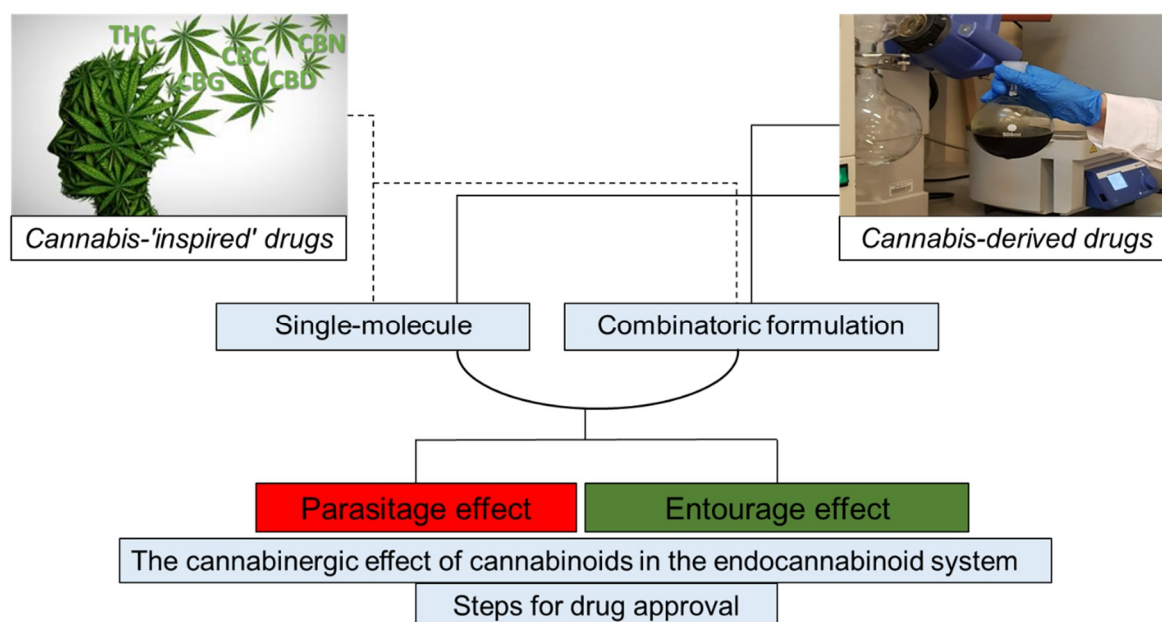 THC
CBC
CBN
CBG
CBD
Cannabis-'inspired' drugs
Cannabis-derived drugs
Single-molecule
Combinatoric formulation
Parasitage effect
Entourage effect
The cannabinergic effect of cannabinoids in the endocannabinoid system
Steps for drug approval